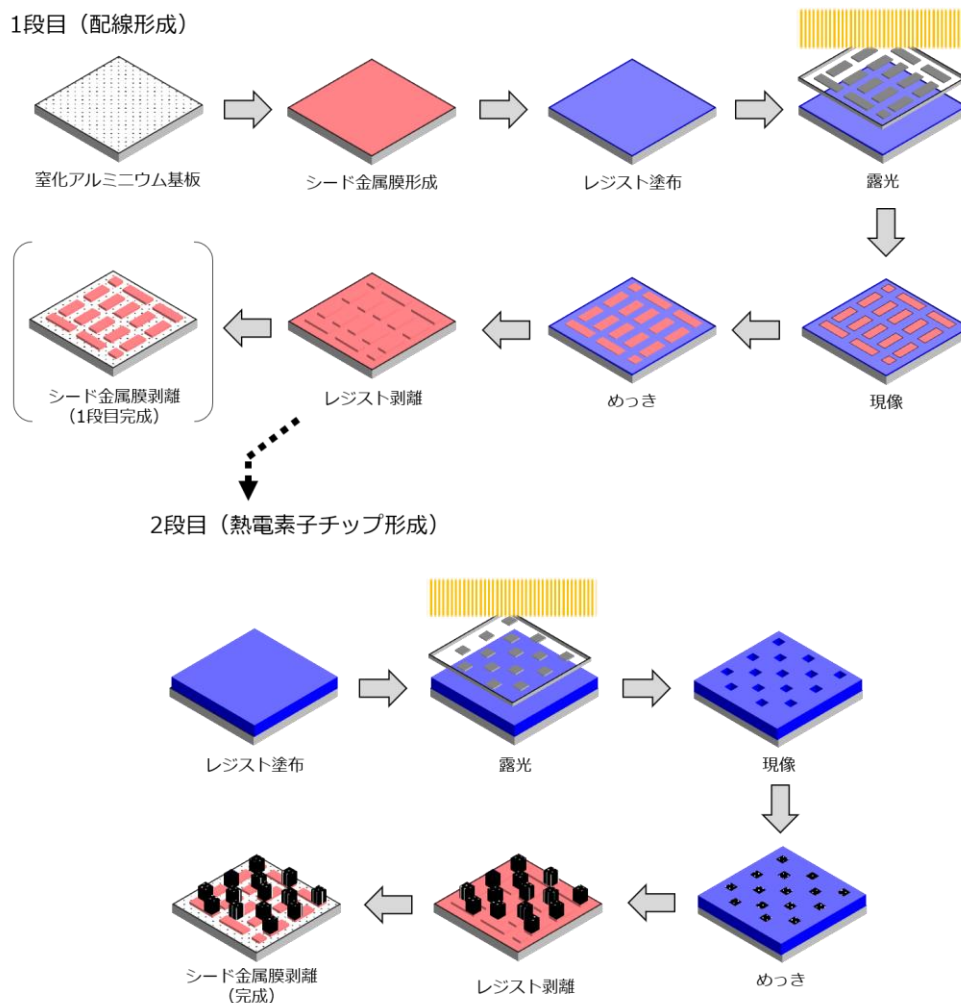 1段目（配線形成）
窒化アルミニウム基板
シード金属膜形成
レジスト塗布
露光
シード金属膜剥離
（1段目完成）
レジスト剥離
めっき
現像
2段目（熱電素子チップ形成）
レジスト塗布
露光
現像
シード金属膜剥離
（完成）
レジスト剥離
めっき